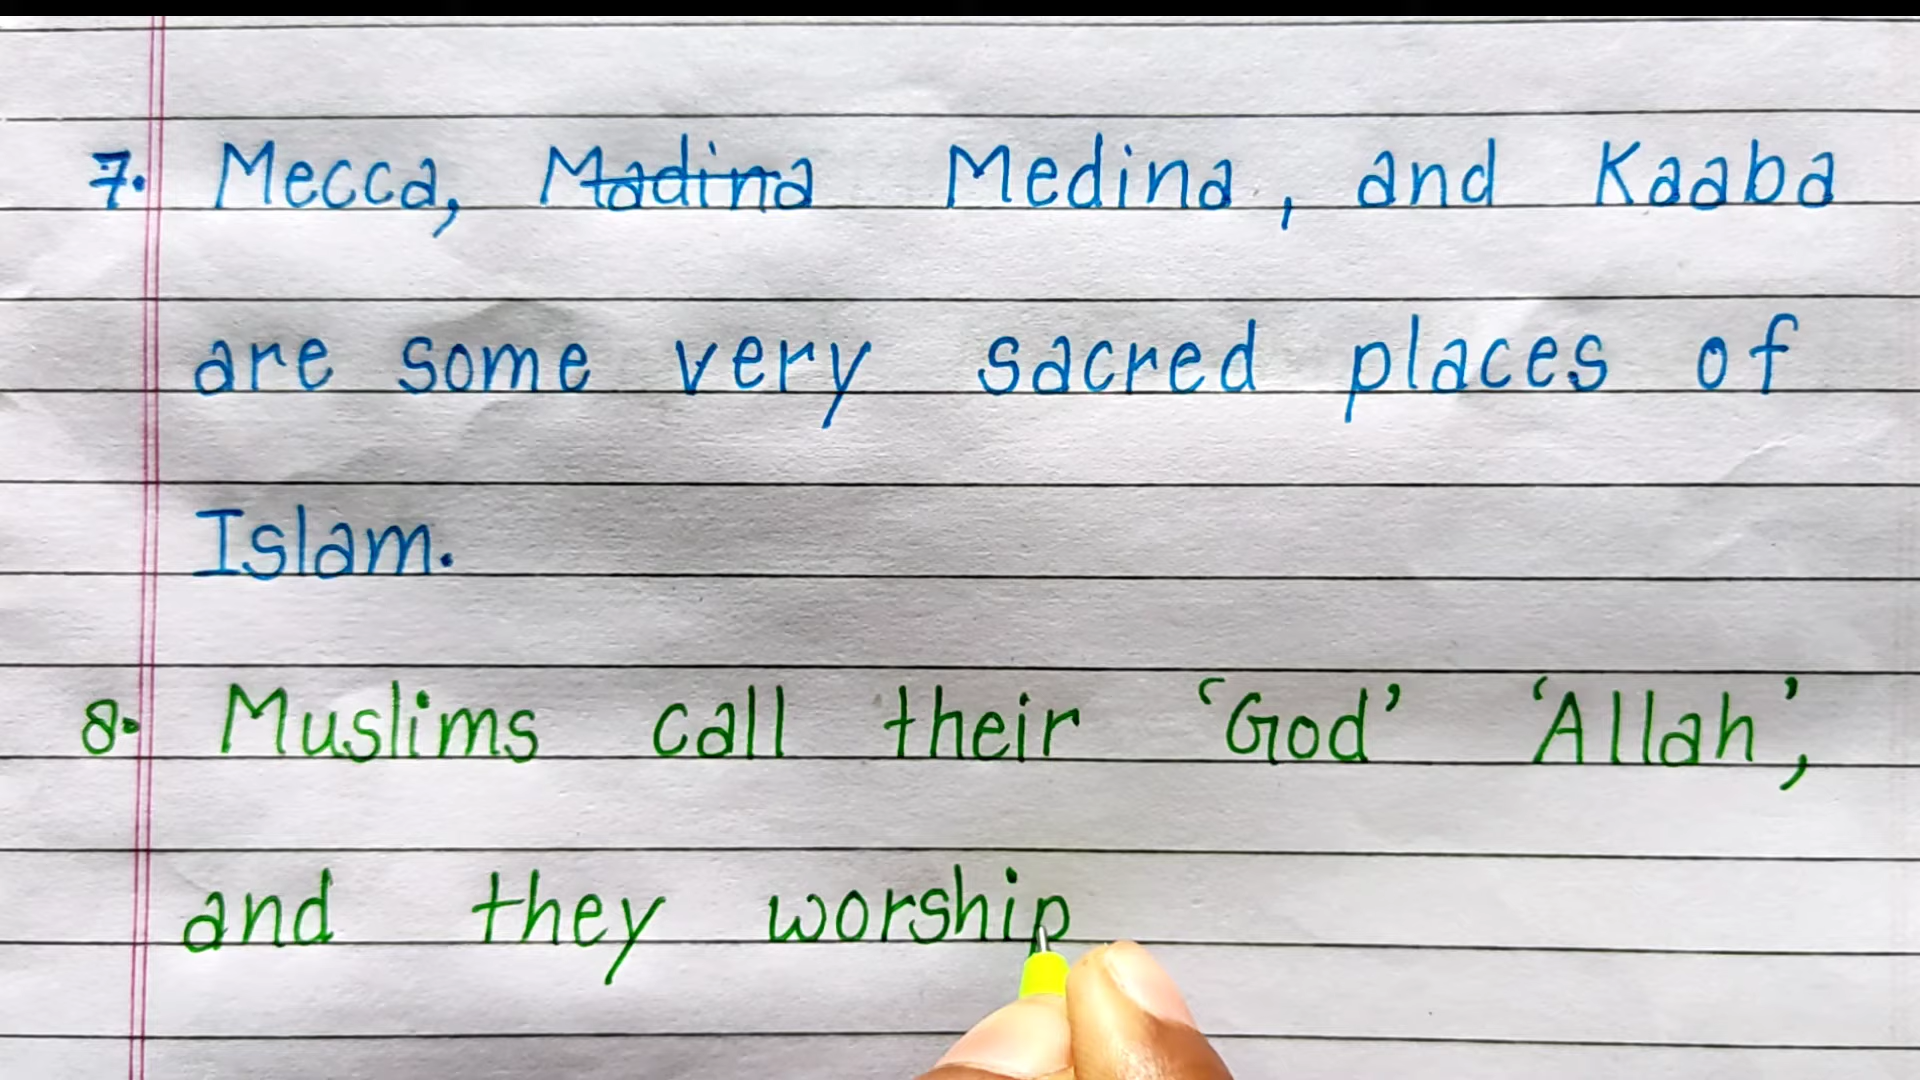 7. Mecca, Madina Medina, and Kaaba
are some very sacred places of
Islam.
8. Muslims call their ‘God’ ‘Allah’,
and they worship